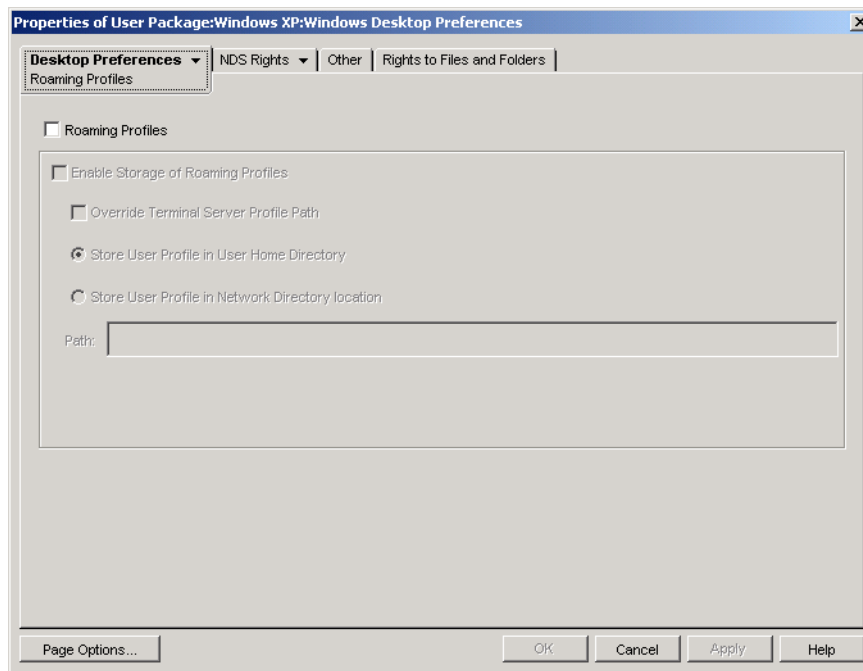 Properties of User Package:Windows XP:Windows Desktop Preferences
Desktop Preferences NDS Rights Other Rights to Files and Folders
Roaming Profiles
Roaming Profiles
Enable Storage of Roaming Profiles
Override Terminal Server Profile Path
Store User Profile in User Home Directory
Store User Profile in Network Directory location
Path:
Page Options... OK Cancel Apply Help